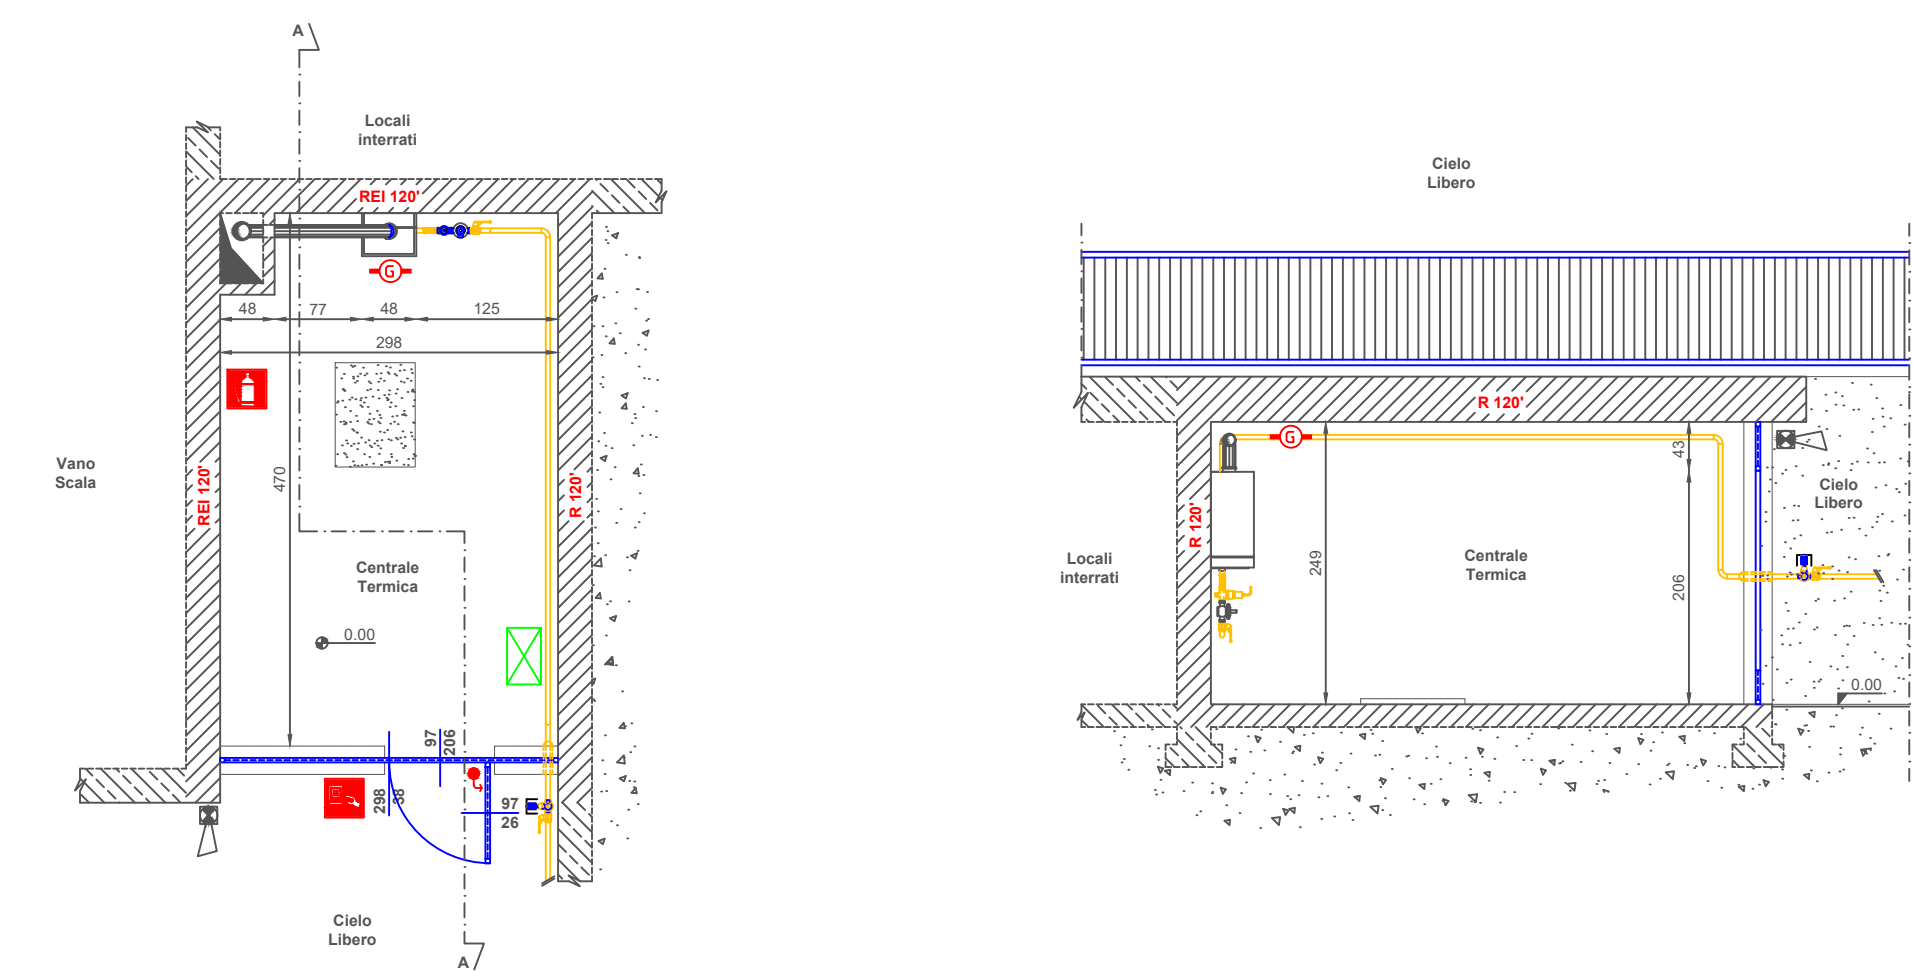 A
Locali
interrati
REI 120'
G
48
77
48
125
298
470
REI 120'
Vano
Scala
R 120'
Centrale
Termica
0.00
97
206
298
38
97
26
Cielo
Libero
A
Cielo
Libero
R 120'
G
43
Cielo
Libero
R 120'
Locali
interrati
249
Centrale
Termica
206
0.00